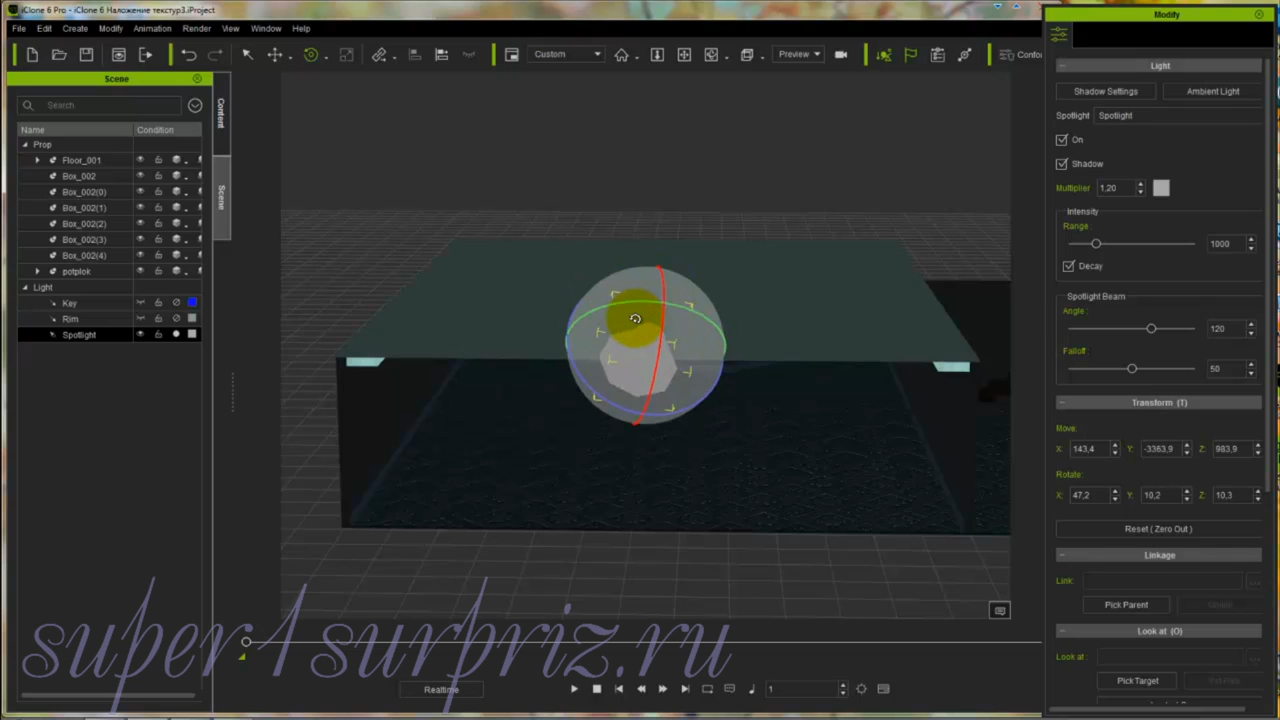 iClone 6 Pro - iClone 6 Наложение текстур3.iProject
File Edit Create Modify Animation Render View Window Help
Custom
Preview
Scene
Search
Name Condition
Prop
Floor_001
Box_002
Box_002(0)
Box_002(1)
Box_002(2)
Box_002(3)
Box_002(4)
potplok
Light
Key
Rim
Spotlight
Content
Scene
Modify
Light
Shadow Settings Ambient Light
Spotlight Spotlight
On
Shadow
Multiplier 1,20
Intensity
Range :
1000
Decay
Spotlight Beam
Angle :
120
Falloff :
50
Transform (T)
Move:
X: 143,4 Y: -3363,9 Z: 983,9
Rotate:
X: 47,2 Y: 10,2 Z: 10,3
Reset ( Zero Out )
Linkage
Link:
Pick Parent
Look at (O)
Look at :
Pick Target
Realtime
1
super1surpriz.ru